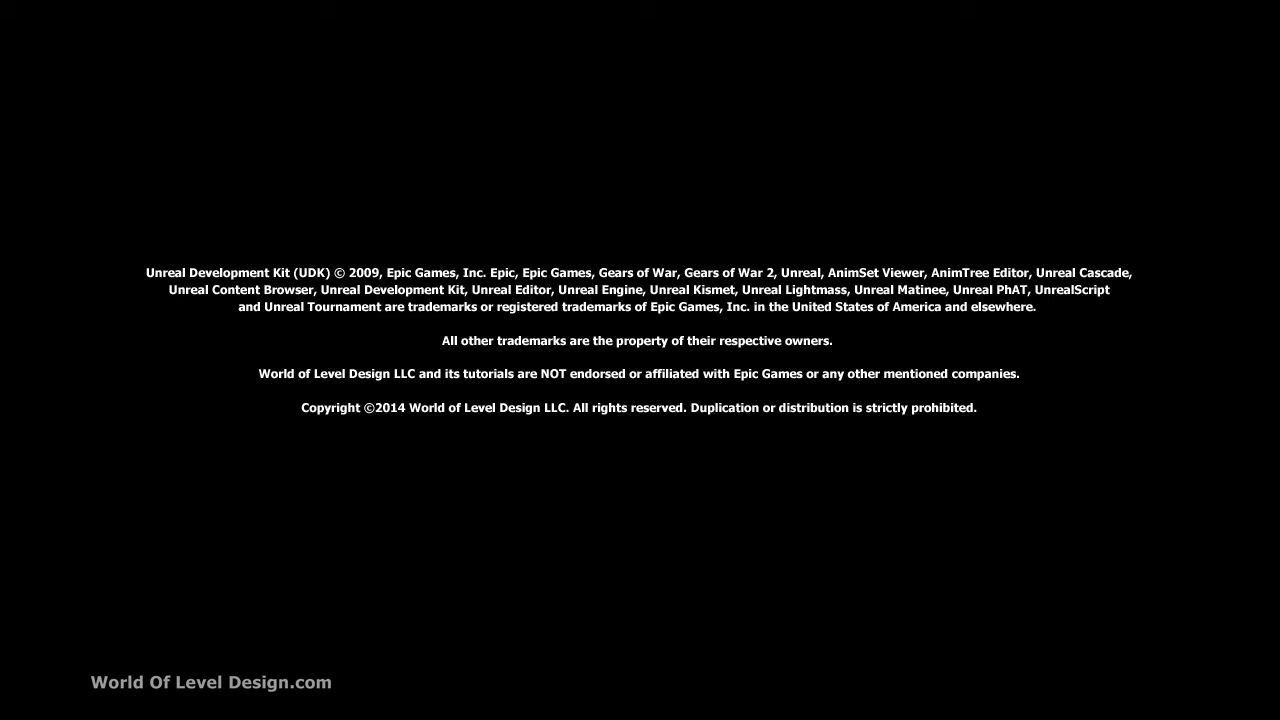 Unreal Development Kit (UDK) © 2009, Epic Games, Inc. Epic, Epic Games, Gears of War, Gears of War 2, Unreal, AnimSet Viewer, AnimTree Editor, Unreal Cascade,
Unreal Content Browser, Unreal Development Kit, Unreal Editor, Unreal Engine, Unreal Kismet, Unreal Lightmass, Unreal Matinee, Unreal PhAT, UnrealScript
and Unreal Tournament are trademarks or registered trademarks of Epic Games, Inc. in the United States of America and elsewhere.
All other trademarks are the property of their respective owners.
World of Level Design LLC and its tutorials are NOT endorsed or affiliated with Epic Games or any other mentioned companies.
Copyright ©2014 World of Level Design LLC. All rights reserved. Duplication or distribution is strictly prohibited.
World Of Level Design.com